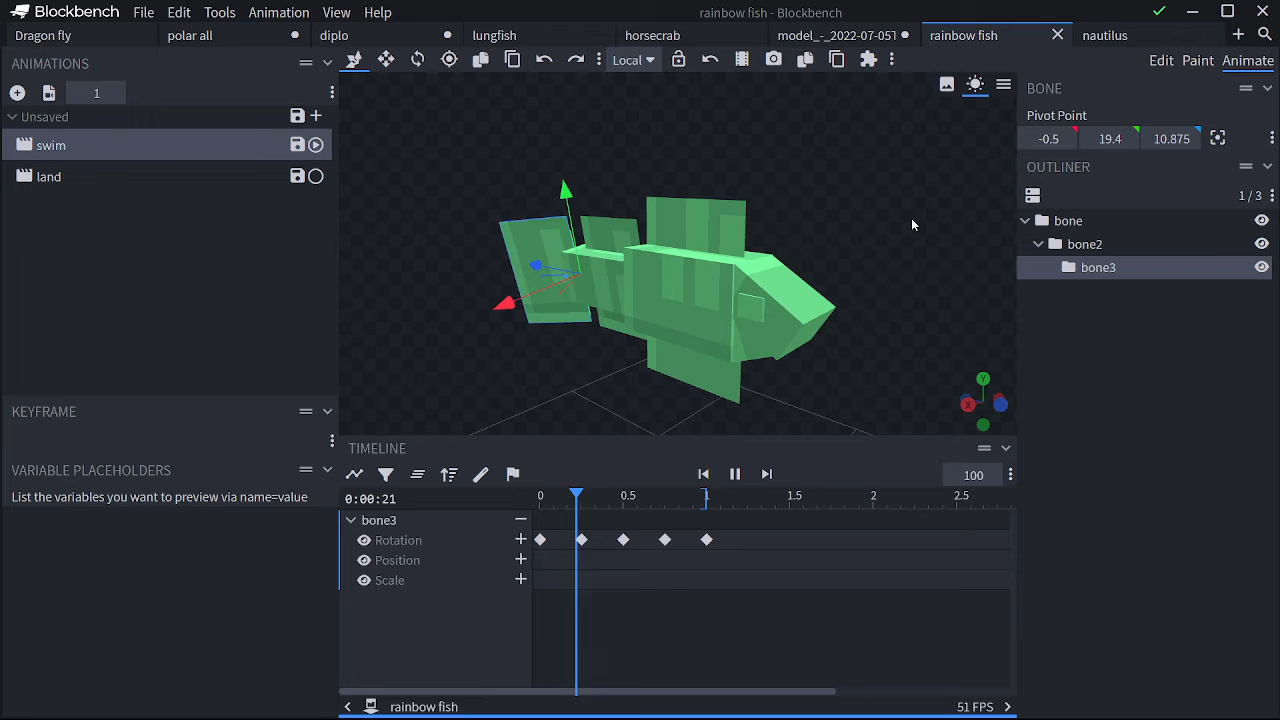 File Edit Tools Animation View Help rainbow fish - Blockbench
Dragon fly polar all diplo lungfish horsecrab model_-_2022-07-051 rainbow fish nautilus
ANIMATIONS Local Edit Paint Animate
1 BONE
Unsaved Pivot Point
swim -0.5 19.4 10.875
land OUTLINER
1 / 3
bone
bone2
bone3
Y
X
KEYFRAME
TIMELINE
VARIABLE PLACEHOLDERS 100
List the variables you want to preview via name=value 0:00:21 0 0.5 1 1.5 2 2.5
bone3
Rotation
Position
Scale
rainbow fish 51 FPS